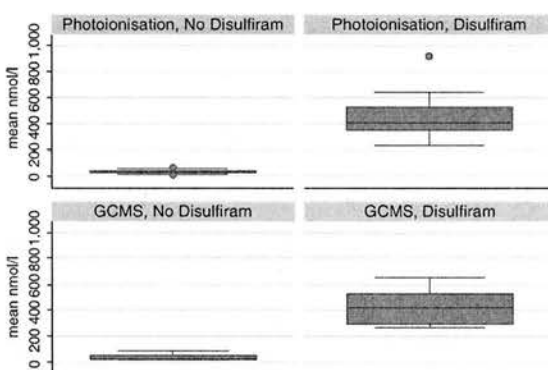 Photoionisation, No Disulfiram
Photoionisation, Disulfiram
mean nmol/l
0 200 400 600 800 1,000
GCMS, No Disulfiram
GCMS, Disulfiram
mean nmol/l
0 200 400 600 800 1,000